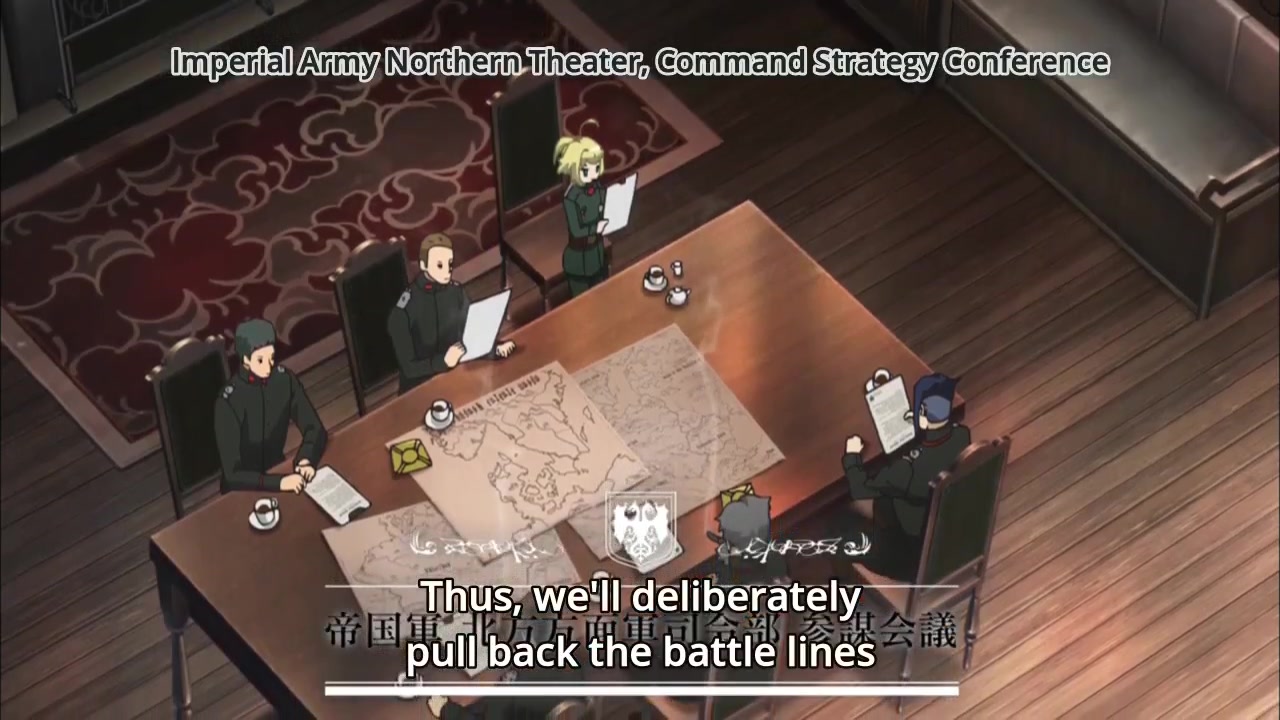 Imperial Army Northern Theater, Command Strategy Conference
Thus, we'll deliberately
帝国軍 北方方面軍司令部 参謀会議
pull back the battle lines